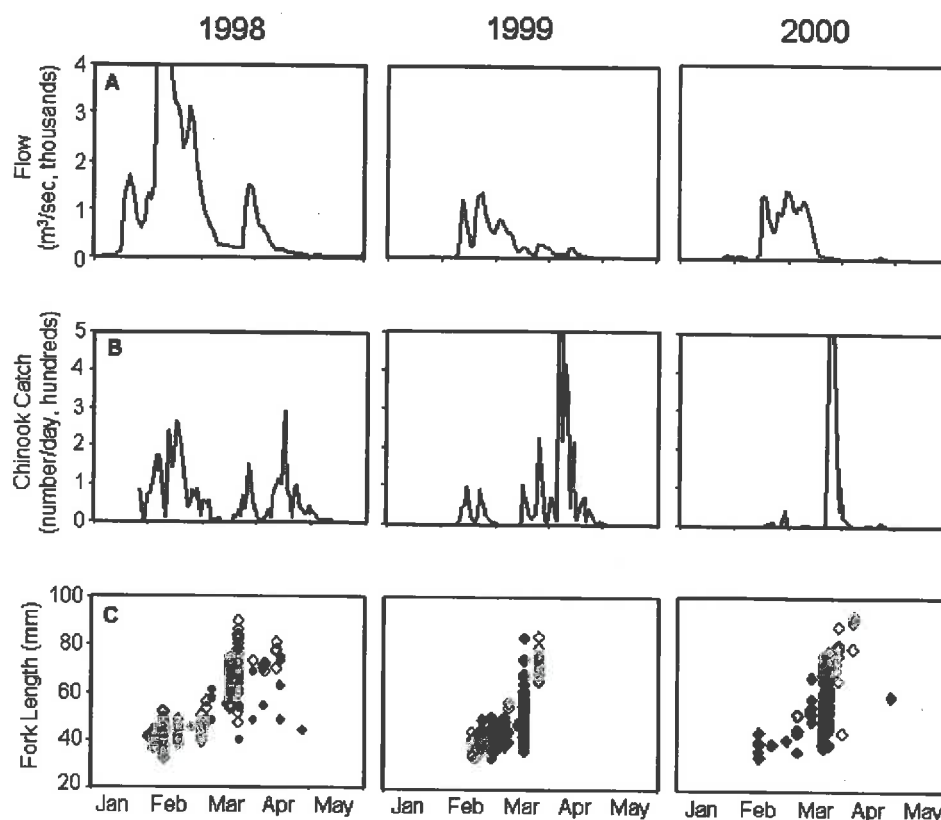 1998 1999 2000
A
Flow
(m³/sec, thousands)
4
3
2
1
0
B
Chinook Catch
(number/day, hundreds)
5
4
3
2
1
0
C
Fork Length (mm)
100
80
60
40
20
Jan Feb Mar Apr May Jan Feb Mar Apr May Jan Feb Mar Apr May